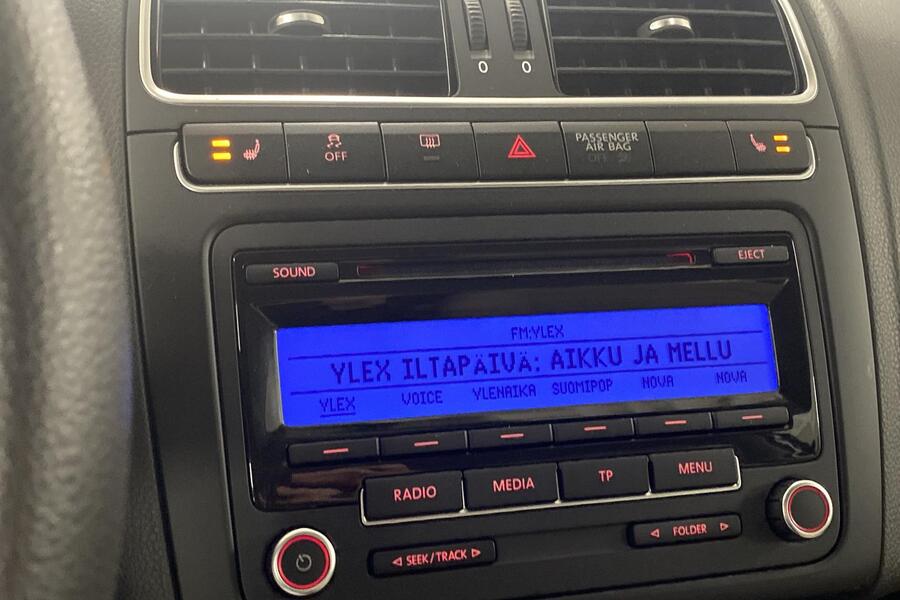 0 0
OFF
PASSENGER
AIR BAG
OFF
SOUND
EJECT
FM:YLEX
YLEX ILTAPÄIVÄ: AIKKU JA MELLU
YLEX VOICE YLENAIKA SUOMIPOP NOVA NOVA
RADIO MEDIA TP MENU
SEEK/TRACK FOLDER